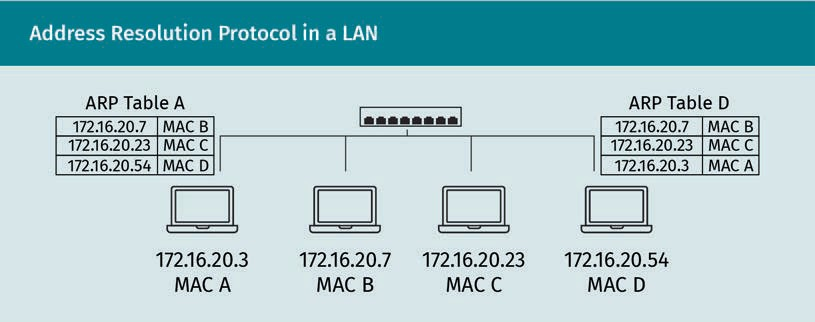 Address Resolution Protocol in a LAN
ARP Table A
172.16.20.7 MAC B
172.16.20.23 MAC C
172.16.20.54 MAC D
ARP Table D
172.16.20.7 MAC B
172.16.20.23 MAC C
172.16.20.3 MAC A
172.16.20.3
MAC A
172.16.20.7
MAC B
172.16.20.23
MAC C
172.16.20.54
MAC D